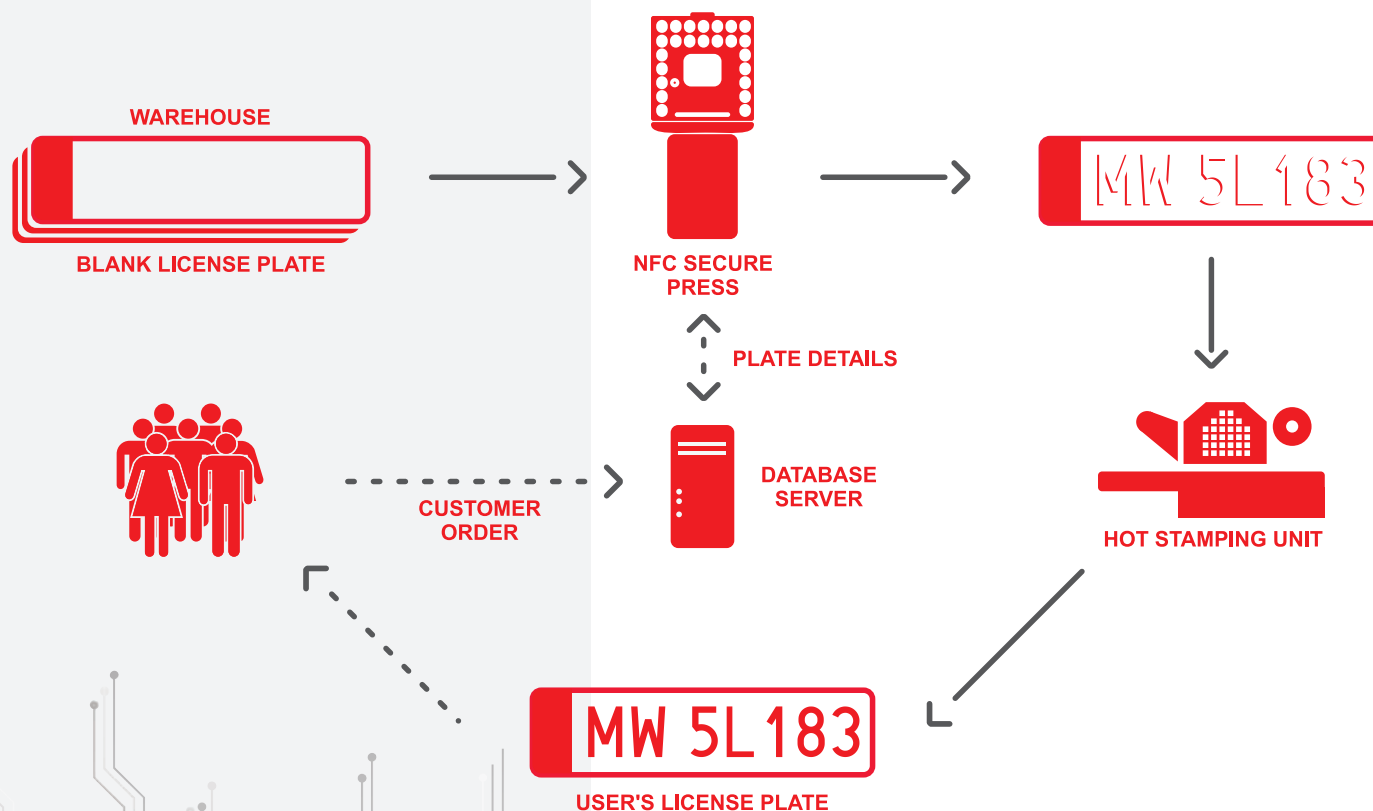 WAREHOUSE
BLANK LICENSE PLATE
NFC SECURE
PRESS
MW 5L183
PLATE DETAILS
CUSTOMER
ORDER
DATABASE
SERVER
HOT STAMPING UNIT
MW 5L183
USER'S LICENSE PLATE